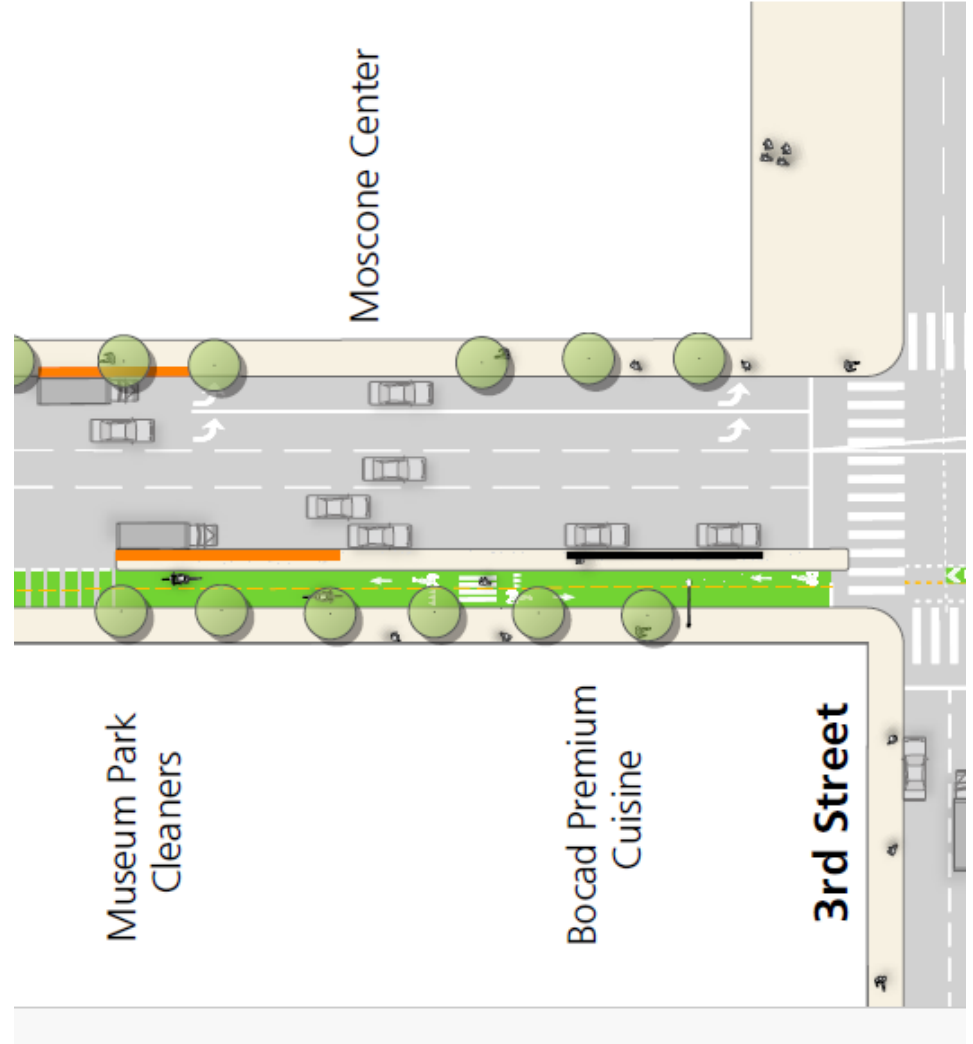 Moscone Center
Museum Park
Cleaners
Bocad Premium
Cuisine
3rd Street